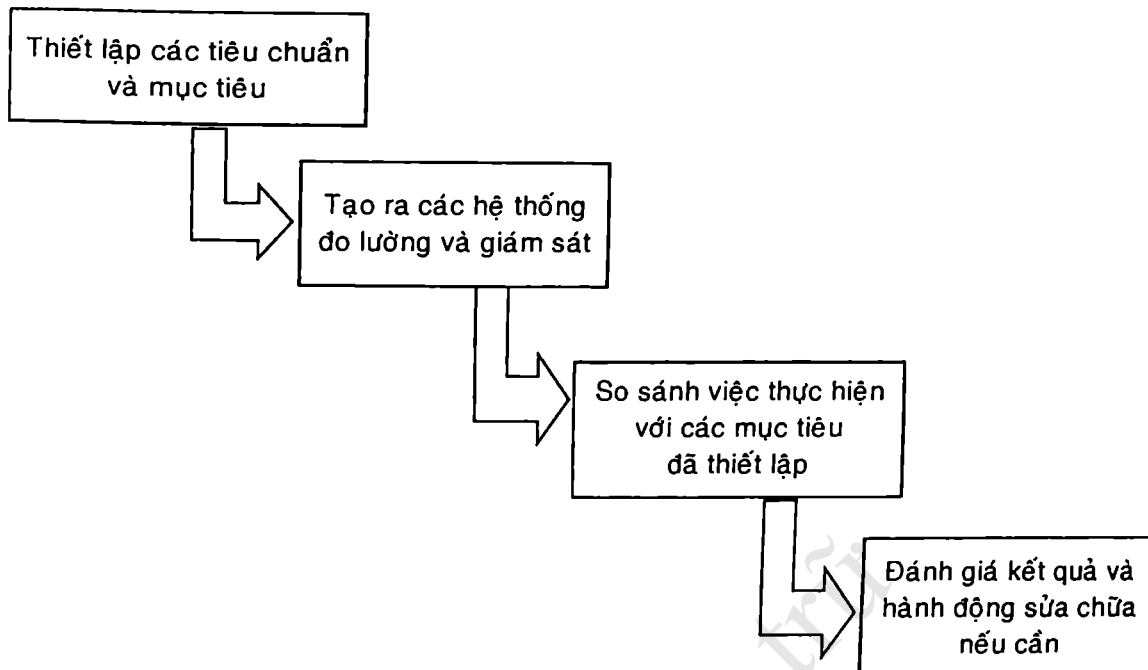 Thiết lập các tiêu chuẩn
và mục tiêu
Tạo ra các hệ thống
đo lường và giám sát
So sánh việc thực hiện
với các mục tiêu
đã thiết lập
Đánh giá kết quả và
hành động sửa chữa
nếu cần
trữ